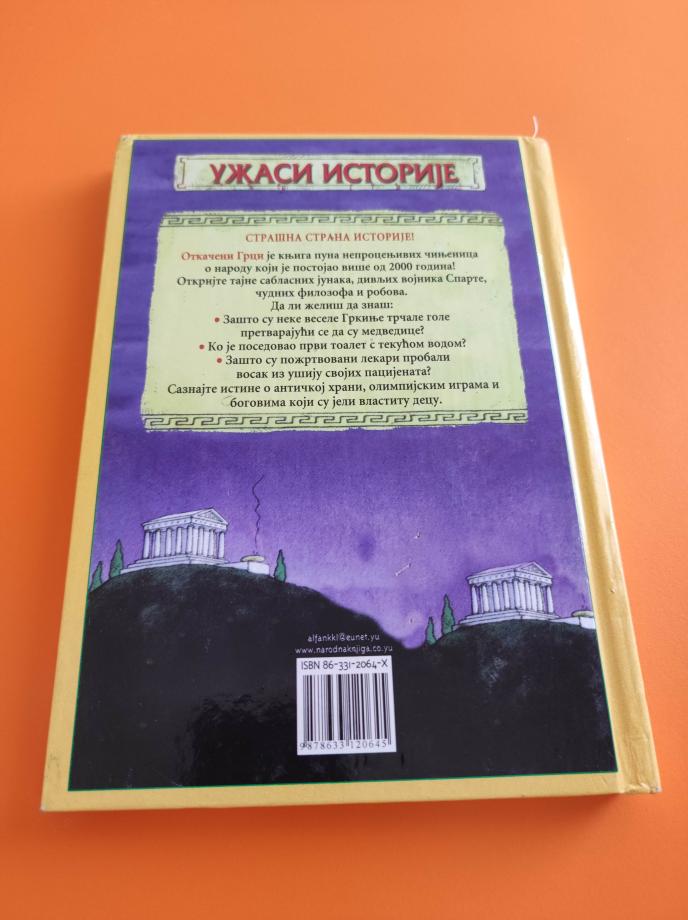 УЖАСИ ИСТОРИЈЕ
СТРАШНА СТРАНА ИСТОРИЈЕ!
Откачени Грци је књига пуна непроцењивих чињеница
о народу који је постојао више од 2000 година!
Откријте тајне сабласних јунака, дивљих војника Спарте,
чудних филозофа и робова.
Да ли желиш да знаш:
• Зашто су неке веселе Гркиње трчале голе
претварајући се да су медведице?
• Ко је поседовао први тоалет с текућом водом?
• Зашто су пожртвовани лекари пробали
восак из ушију својих пацијената?
Сазнајте истине о античкој храни, олимпијским играма и
боговима који су јели властиту децу.
alfankkl@eunet.yu
www.narodnaknjiga.co.yu
ISBN 86-331-2064-X
9 878633 120645